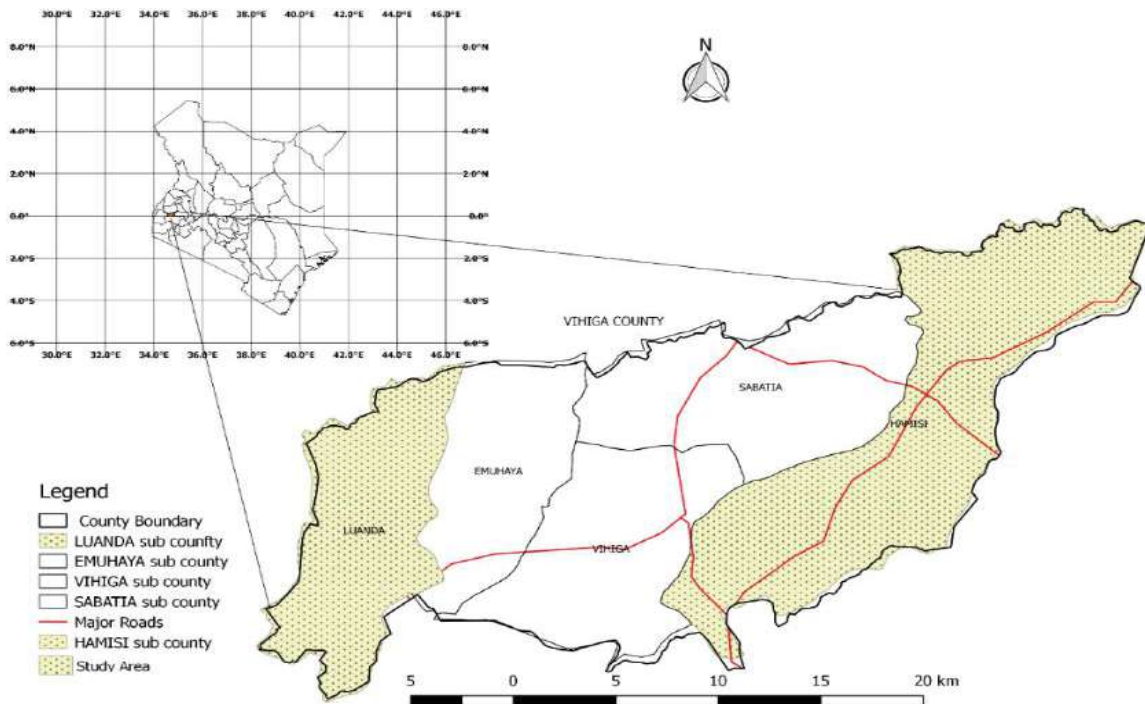 30.0°E 32.0°E 34.0°E 36.0°E 38.0°E 40.0°E 42.0°E 44.0°E 46.0°E
8.0°N 8.0°N
6.0°N 6.0°N
4.0°N 4.0°N
2.0°N 2.0°N
0.0° 0.0°
2.0°S 2.0°S
4.0°S 4.0°S
6.0°S 6.0°S
30.0°E 32.0°E 34.0°E 36.0°E 38.0°E 40.0°E 42.0°E 44.0°E 46.0°E
N
VIHIGA COUNTY
SABATIA
HAMISI
EMUHAYA
LUANDA
VIHIGA
Legend
County Boundary
LUANDA sub counfty
EMUHAYA sub county
VIHIGA sub county
SABATIA sub county
Major Roads
HAMISI sub county
Study Area
5 0 5 10 15 20 km